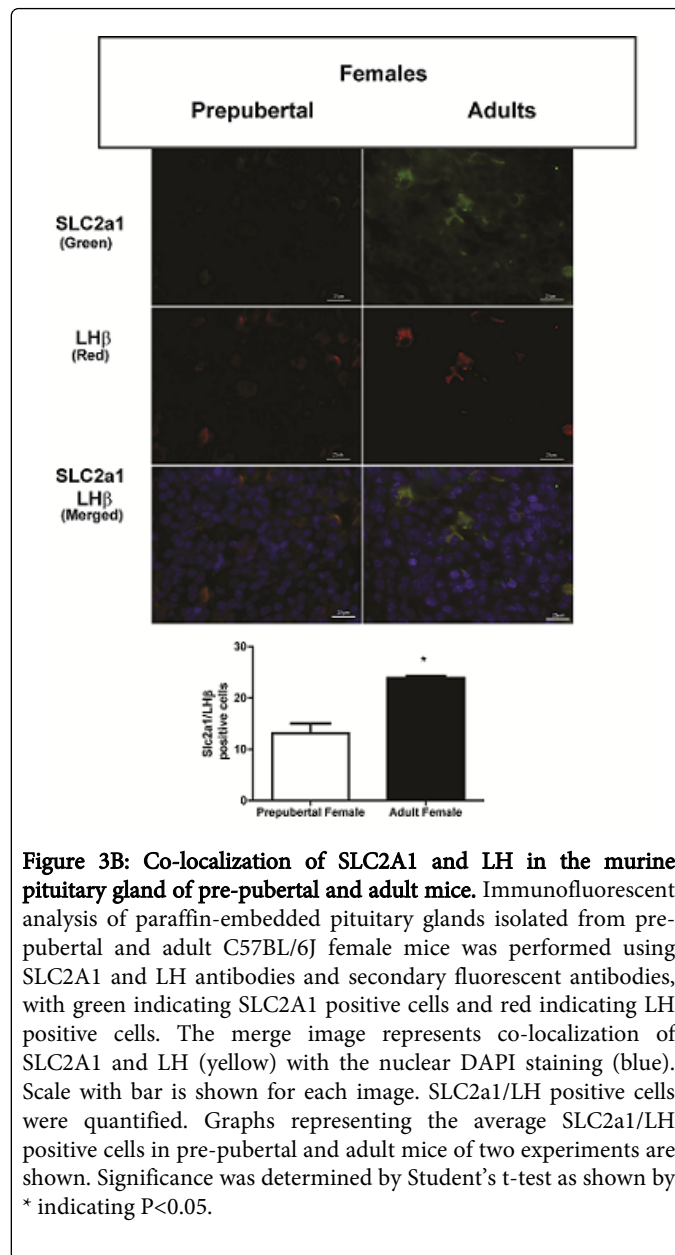 Females
Prepubertal Adults
SLC2a1
(Green)
LHβ
(Red)
SLC2a1
LHβ
(Merged)
30
20
10
0
Slc2a1/LHβ
positive cells
*
Prepubertal Female Adult Female
Figure 3B: Co-localization of SLC2A1 and LH in the murine
pituitary gland of pre-pubertal and adult mice. Immunofluorescent
analysis of paraffin-embedded pituitary glands isolated from pre-
pubertal and adult C57BL/6J female mice was performed using
SLC2A1 and LH antibodies and secondary fluorescent antibodies,
with green indicating SLC2A1 positive cells and red indicating LH
positive cells. The merge image represents co-localization of
SLC2A1 and LH (yellow) with the nuclear DAPI staining (blue).
Scale with bar is shown for each image. SLC2a1/LH positive cells
were quantified. Graphs representing the average SLC2a1/LH
positive cells in pre-pubertal and adult mice of two experiments are
shown. Significance was determined by Student’s t-test as shown by
* indicating P<0.05.